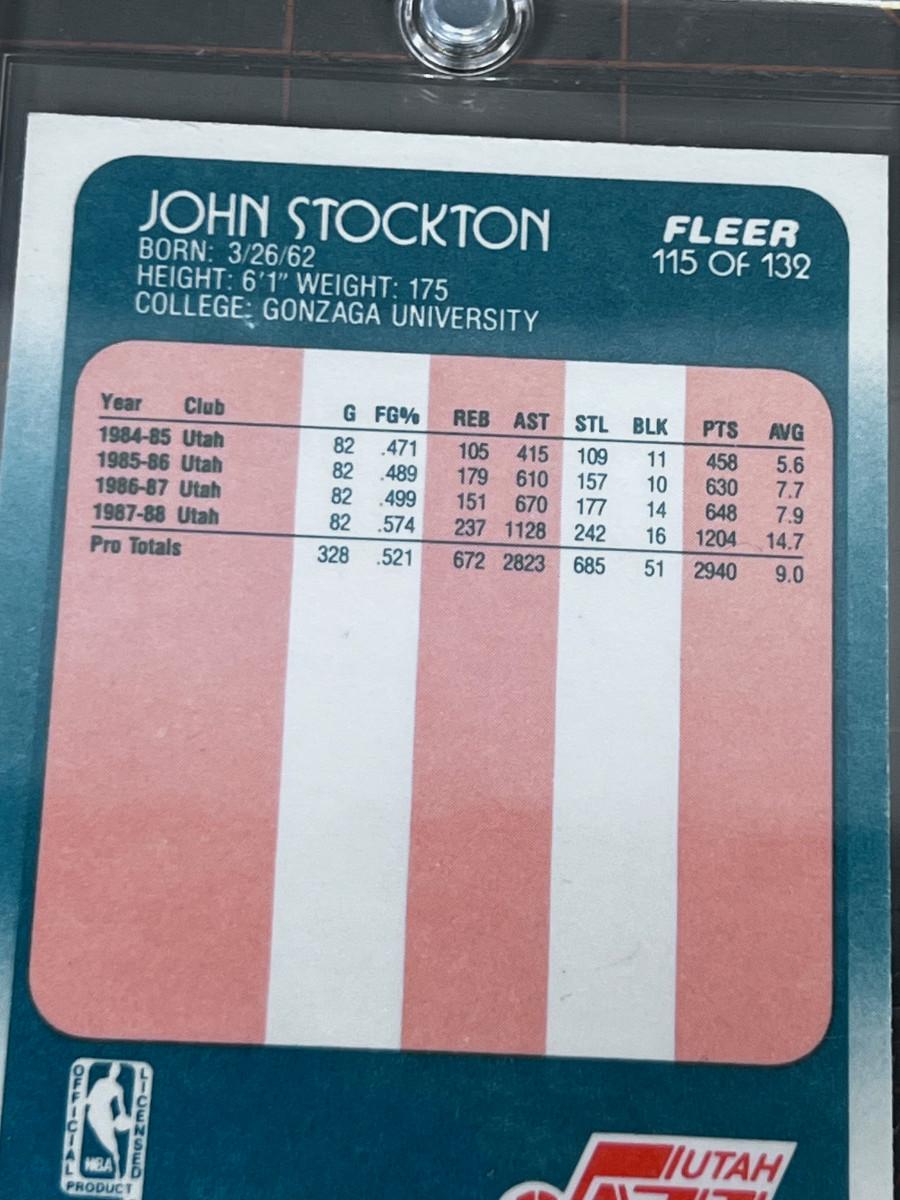 JOHN STOCKTON
BORN: 3/26/62
HEIGHT: 6'1" WEIGHT: 175
COLLEGE: GONZAGA UNIVERSITY
FLEER
115 OF 132
Year Club G FG% REB AST STL BLK PTS AVG
1984-85 Utah 82 .471 105 415 109 11 458 5.6
1985-86 Utah 82 .489 179 610 157 10 630 7.7
1986-87 Utah 82 .499 151 670 177 14 648 7.9
1987-88 Utah 82 .574 237 1128 242 16 1204 14.7
Pro Totals 328 .521 672 2823 685 51 2940 9.0
OFFICIAL
LICENSED
NBA
PRODUCT
UTAH